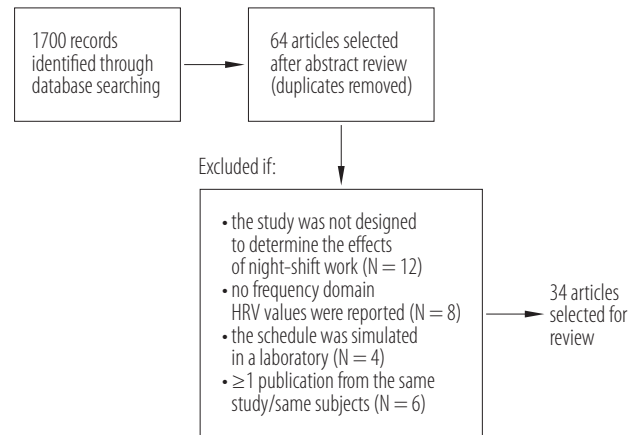 1700 records
identified through
database searching
64 articles selected
after abstract review
(duplicates removed)
Excluded if:
• the study was not designed
to determine the effects
of night-shift work (N = 12)
• no frequency domain
HRV values were reported (N = 8)
• the schedule was simulated
in a laboratory (N = 4)
• ≥1 publication from the same
study/same subjects (N = 6)
34 articles
selected for
review